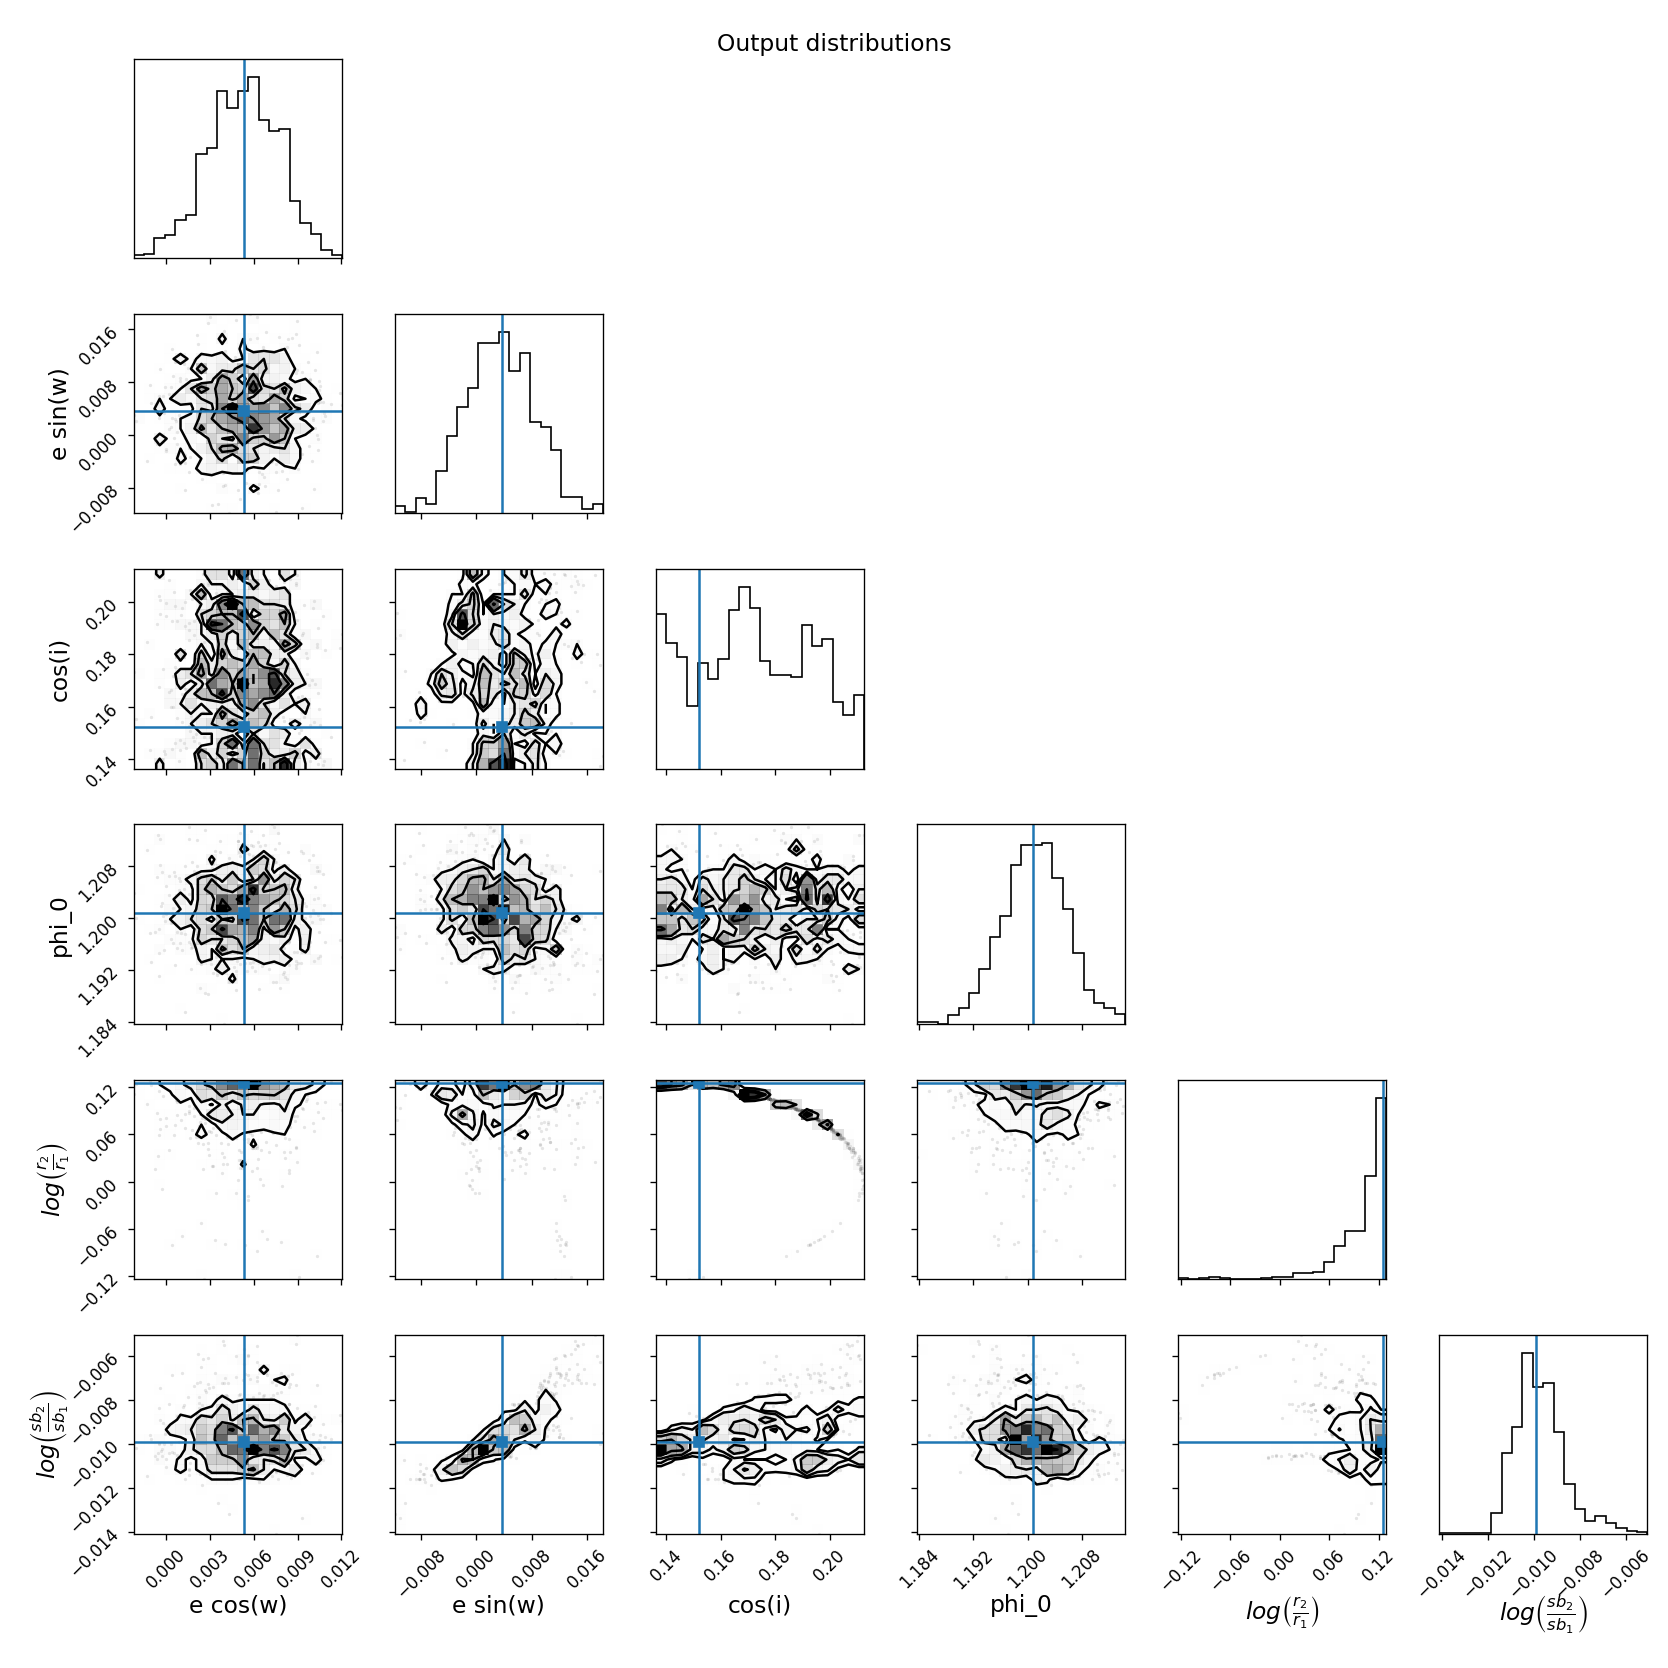 Output distributions
e sin(w)
0.016
0.008
0.000
−0.008
cos(i)
0.20
0.18
0.16
0.14
phi_0
1.208
1.200
1.192
1.184
log(r2/r1)
0.12
0.06
0.00
−0.06
−0.12
log(sb2/sb1)
−0.006
−0.008
−0.010
−0.012
−0.014
0.000 0.003 0.006 0.009 0.012 −0.008 0.000 0.008 0.016 0.14 0.16 0.18 0.20 1.184 1.192 1.200 1.208 −0.12 −0.06 0.00 0.06 0.12 −0.014 −0.012 −0.010 −0.008 −0.006
e cos(w) e sin(w) cos(i) phi_0 log(r2/r1) log(sb2/sb1)